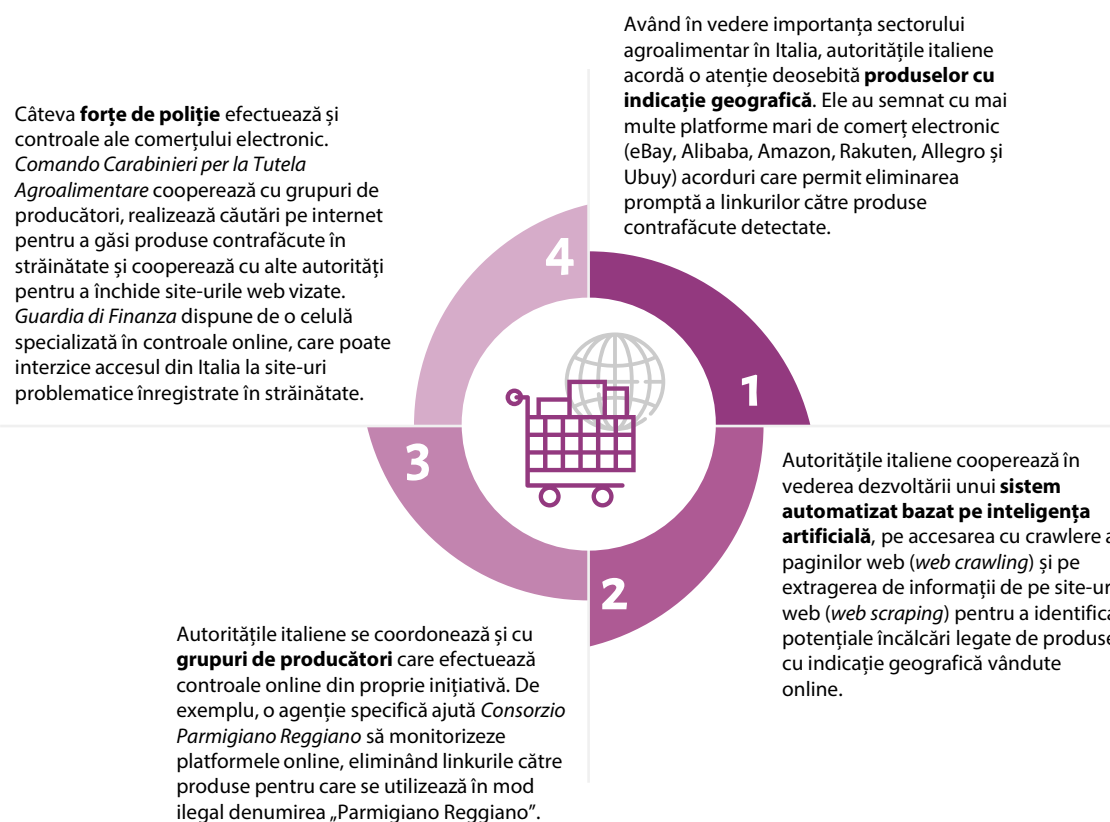 Având în vedere importanța sectorului
agroalimentar în Italia, autoritățile italiene
acordă o atenție deosebită produselor cu
indicație geografică. Ele au semnat cu mai
multe platforme mari de comerț electronic
(eBay, Alibaba, Amazon, Rakuten, Allegro și
Ubuy) acorduri care permit eliminarea
promptă a linkurilor către produse
contrafăcute detectate.
1
Autoritățile italiene cooperează în
vederea dezvoltării unui sistem
automatizat bazat pe inteligența
artificială, pe accesarea cu crawlere a
paginilor web (web crawling) și pe
extragerea de informații de pe site-ur
web (web scraping) pentru a identifica
potențiale încălcări legate de produse
cu indicație geografică vândute
online.
2
Autoritățile italiene se coordonează și cu
grupuri de producători care efectuează
controale online din proprie inițiativă. De
exemplu, o agenție specifică ajută Consorzio
Parmigiano Reggiano să monitorizeze
platformele online, eliminând linkurile către
produse pentru care se utilizează în mod
ilegal denumirea „Parmigiano Reggiano”.
3
Câteva forțe de poliție efectuează și
controale ale comerțului electronic.
Comando Carabinieri per la Tutela
Agroalimentare cooperează cu grupuri de
producători, realizează căutări pe internet
pentru a găsi produse contrafăcute în
străinătate și cooperează cu alte autorități
pentru a închide site-urile web vizate.
Guardia di Finanza dispune de o celulă
specializată în controale online, care poate
interzice accesul din Italia la site-uri
problematice înregistrate în străinătate.
4